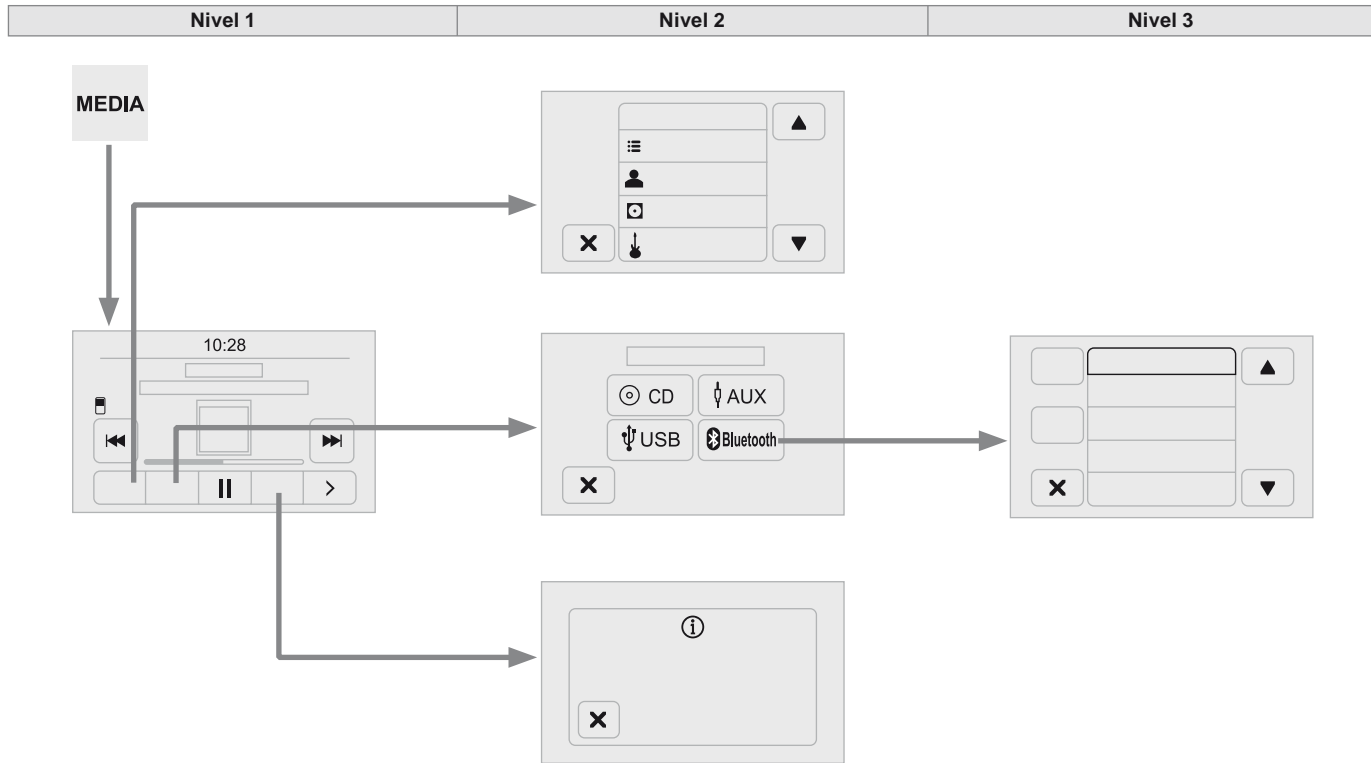 Nivel 1
Nivel 2
Nivel 3
MEDIA
10:28
CD
AUX
USB
Bluetooth